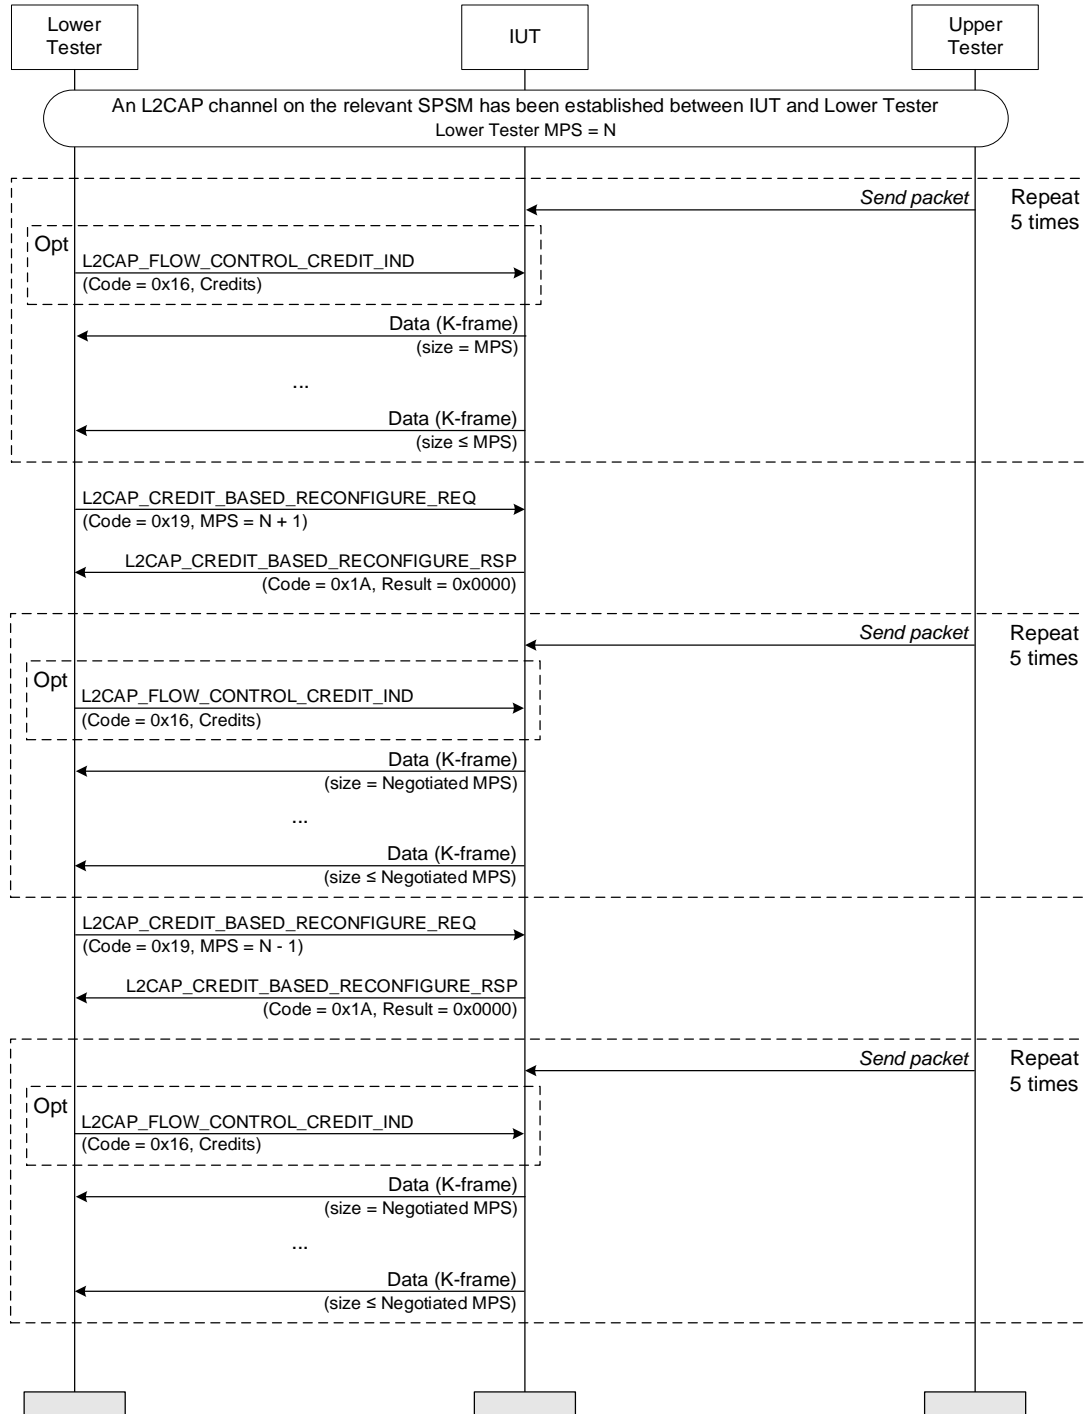 Lower
Tester
IUT
Upper
Tester
An L2CAP channel on the relevant SPSM has been established between IUT and Lower Tester
Lower Tester MPS = N
Send packet
Repeat
5 times
Opt
L2CAP_FLOW_CONTROL_CREDIT_IND
(Code = 0x16, Credits)
Data (K-frame)
(size = MPS)
...
Data (K-frame)
(size ≤ MPS)
L2CAP_CREDIT_BASED_RECONFIGURE_REQ
(Code = 0x19, MPS = N + 1)
L2CAP_CREDIT_BASED_RECONFIGURE_RSP
(Code = 0x1A, Result = 0x0000)
Send packet
Repeat
5 times
Opt
L2CAP_FLOW_CONTROL_CREDIT_IND
(Code = 0x16, Credits)
Data (K-frame)
(size = Negotiated MPS)
...
Data (K-frame)
(size ≤ Negotiated MPS)
L2CAP_CREDIT_BASED_RECONFIGURE_REQ
(Code = 0x19, MPS = N - 1)
L2CAP_CREDIT_BASED_RECONFIGURE_RSP
(Code = 0x1A, Result = 0x0000)
Send packet
Repeat
5 times
Opt
L2CAP_FLOW_CONTROL_CREDIT_IND
(Code = 0x16, Credits)
Data (K-frame)
(size = Negotiated MPS)
...
Data (K-frame)
(size ≤ Negotiated MPS)